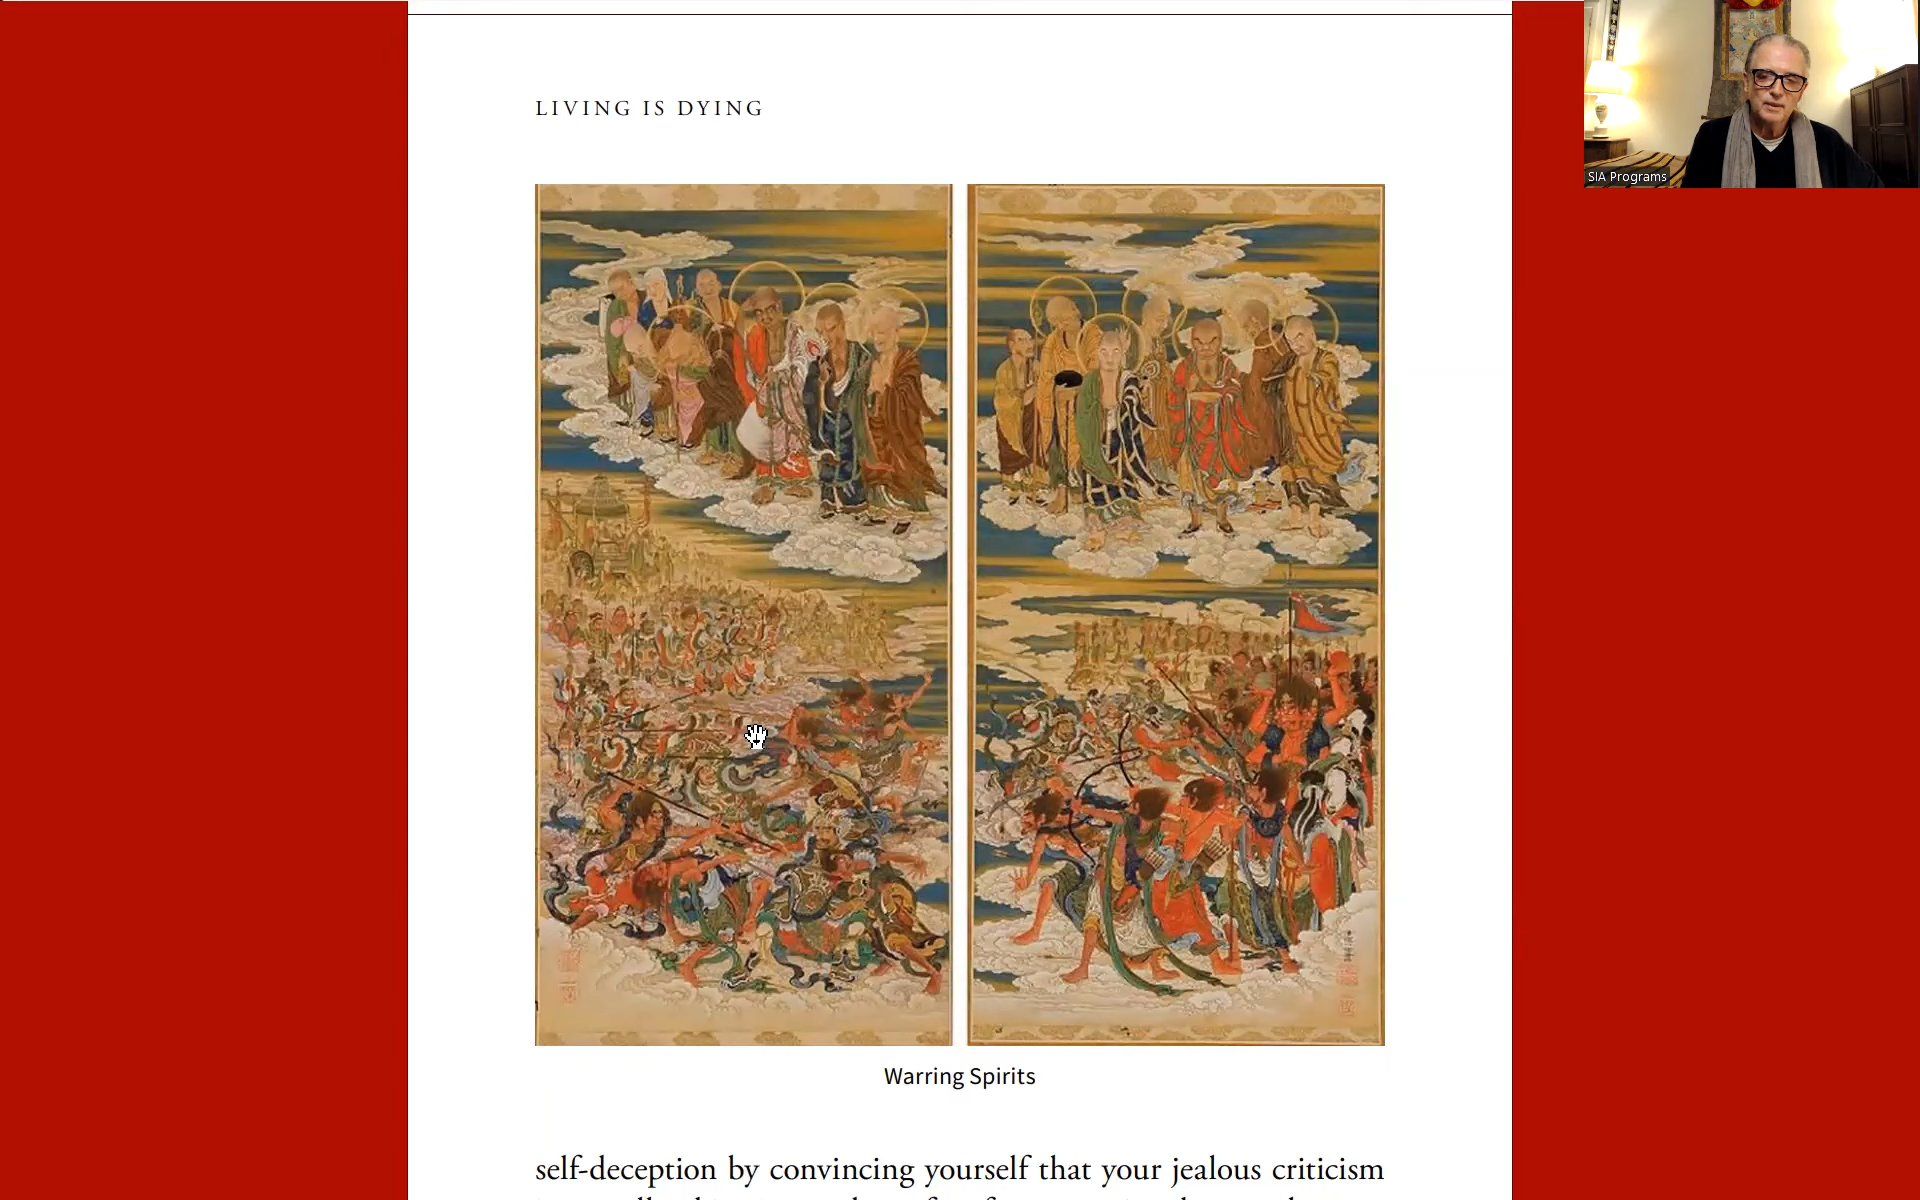 LIVING IS DYING
SIA Programs
Warring Spirits
self-deception by convincing yourself that your jealous criticism